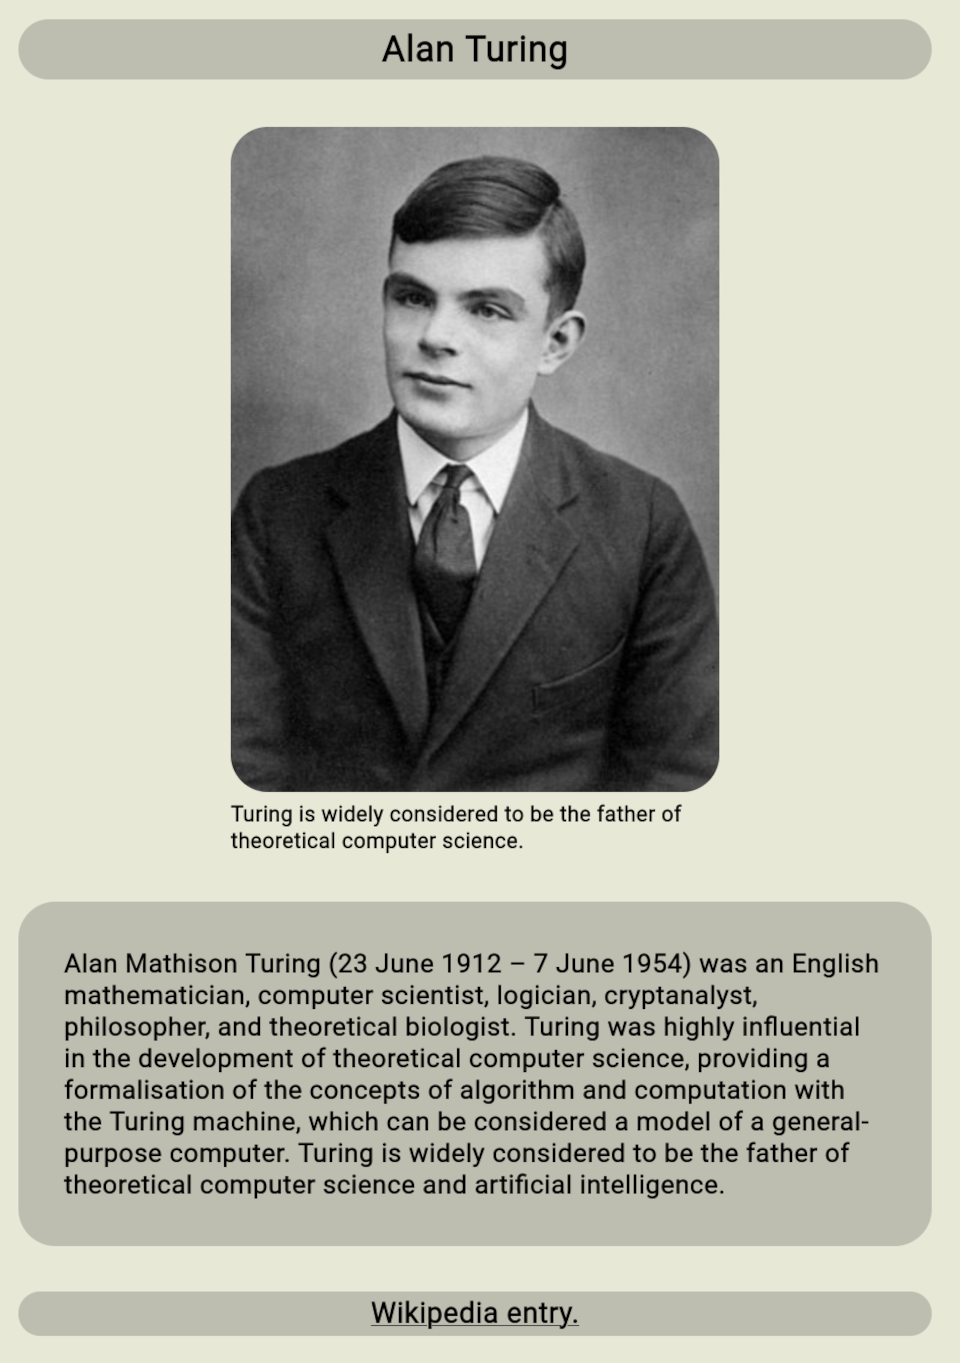 Alan Turing
Turing is widely considered to be the father of
theoretical computer science.
Alan Mathison Turing (23 June 1912 – 7 June 1954) was an English
mathematician, computer scientist, logician, cryptanalyst,
philosopher, and theoretical biologist. Turing was highly influential
in the development of theoretical computer science, providing a
formalisation of the concepts of algorithm and computation with
the Turing machine, which can be considered a model of a general-
purpose computer. Turing is widely considered to be the father of
theoretical computer science and artificial intelligence.
Wikipedia entry.